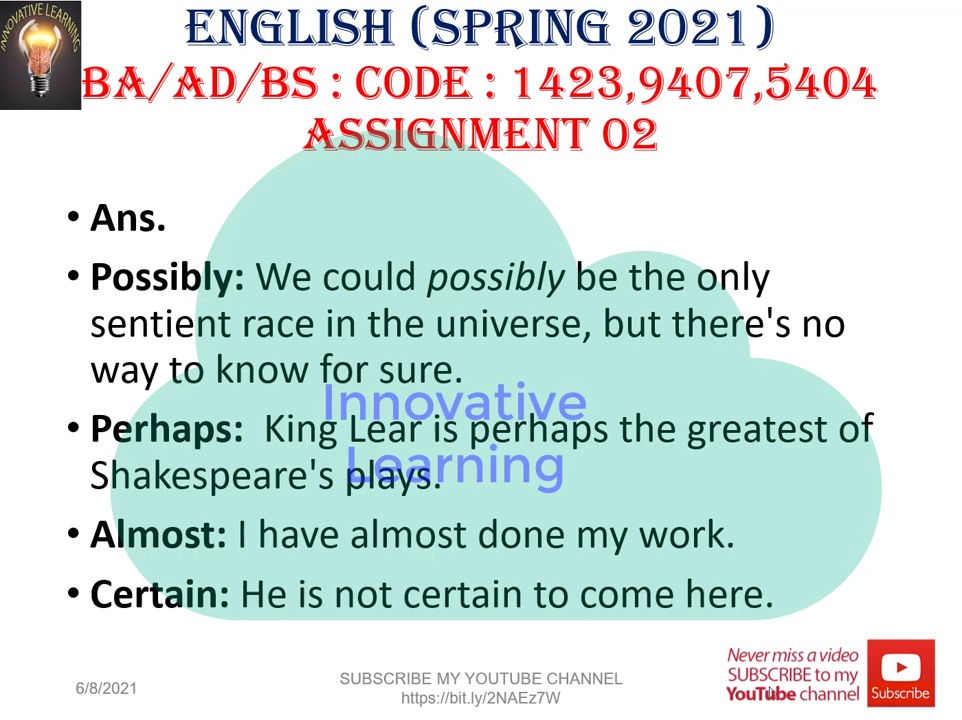 INNOVATIVE LEARNING
ENGLISH (SPRING 2021)
BA/AD/BS : CODE : 1423,9407,5404
ASSIGNMENT 02
• Ans.
• Possibly: We could possibly be the only
sentient race in the universe, but there's no
way to know for sure.
• Perhaps: King Lear is perhaps the greatest of
Shakespeare's plays.
• Almost: I have almost done my work.
• Certain: He is not certain to come here.
Innovative
Learning
6/8/2021
SUBSCRIBE MY YOUTUBE CHANNEL
https://bit.ly/2NAEz7W
Never miss a video
SUBSCRIBE to my
YouTube channel
Subscribe